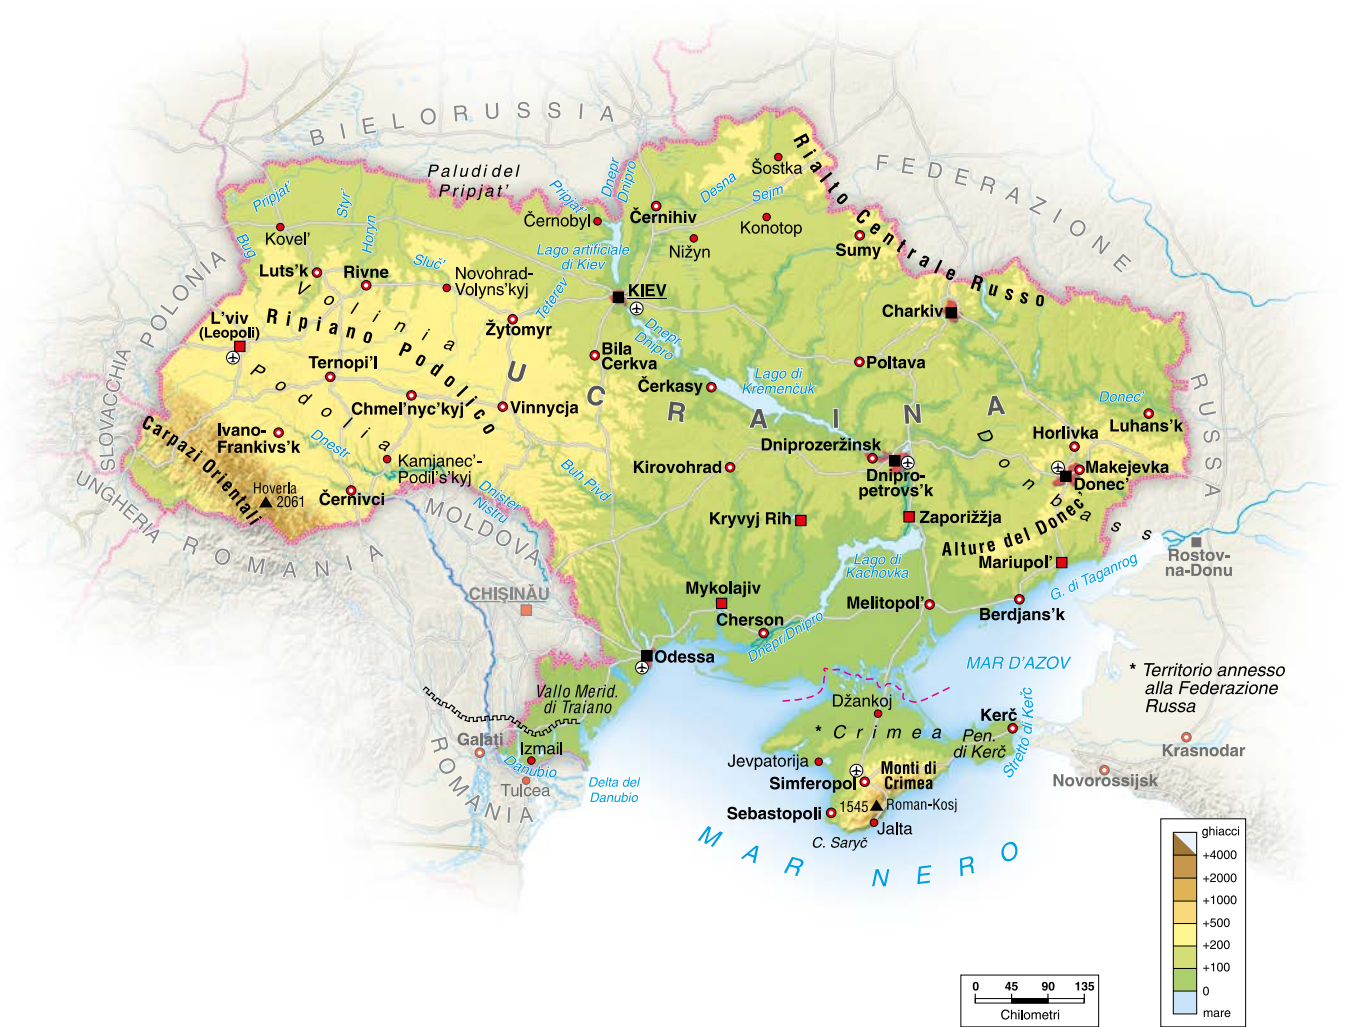 BIELORUSSIA
FEDERAZIONE
RUSSA
POLONIA
SLOVACCHIA
UNGHERIA
ROMANIA
MOLDOVA
ROMANIA
UCRAINA
Paludi del
Pripjat'
Pripjat'
Styr'
Horyn
Bug
Sluč'
Pripjat'
Dnepr
Dnipro
Desna
Sejm
Rialto Centrale Russo
Šostka
Černobyl
Černihiv
Konotop
Nižyn
Sumy
Kovel'
Lago artificiale
di Kiev
Luts'k
Rivne
Novohrad-
Volyns'kyj
Teterev
KIEV
Volinia
Ripiano Podolico
Podolia
L'viv
(Leopoli)
Žytomyr
Dnepr
Dnipro
Charkiv
Ternopi'l
Bila
Cerkva
Poltava
Lago di
Kremenčuk
Čerkasy
Chmel'nyc'kyj
Vinnycja
Donec'
Luhans'k
Carpazi Orientali
Ivano-
Frankivs'k
Dnestr
Kamjanec'-
Podil's'kyj
Hoverla
2061
Černivci
Dnister
Nistru
Buh Pivd
Kirovohrad
Dniprozeržinsk
Dnipro-
petrovs'k
Horlivka
Makejevka
Donec'
Donbass
Kryvyj Rih
Zaporižžja
Alture del Donec'
Mariupol'
Lago di
Kachovka
Rostov-
na-Donu
G. di Taganrog
CHIȘINĂU
Mykolajiv
Cherson
Melitopol'
Berdjans'k
Dnepr/Dnipro
Odessa
MAR D'AZOV
* Territorio annesso
alla Federazione
Russa
Vallo Merid.
di Traiano
Džankoj
* Crimea
Kerč
Pen.
di Kerč
Stretto di Kerč
Galați
Izmail
Danubio
Tulcea
Delta del
Danubio
Jevpatorija
Simferopol
Monti di
Crimea
Sebastopoli
1545
Roman-Kosj
Jalta
C. Saryč
Krasnodar
Novorossijsk
MAR NERO
ghiacci
+4000
+2000
+1000
+500
+200
+100
0
mare
0 45 90 135
Chilometri